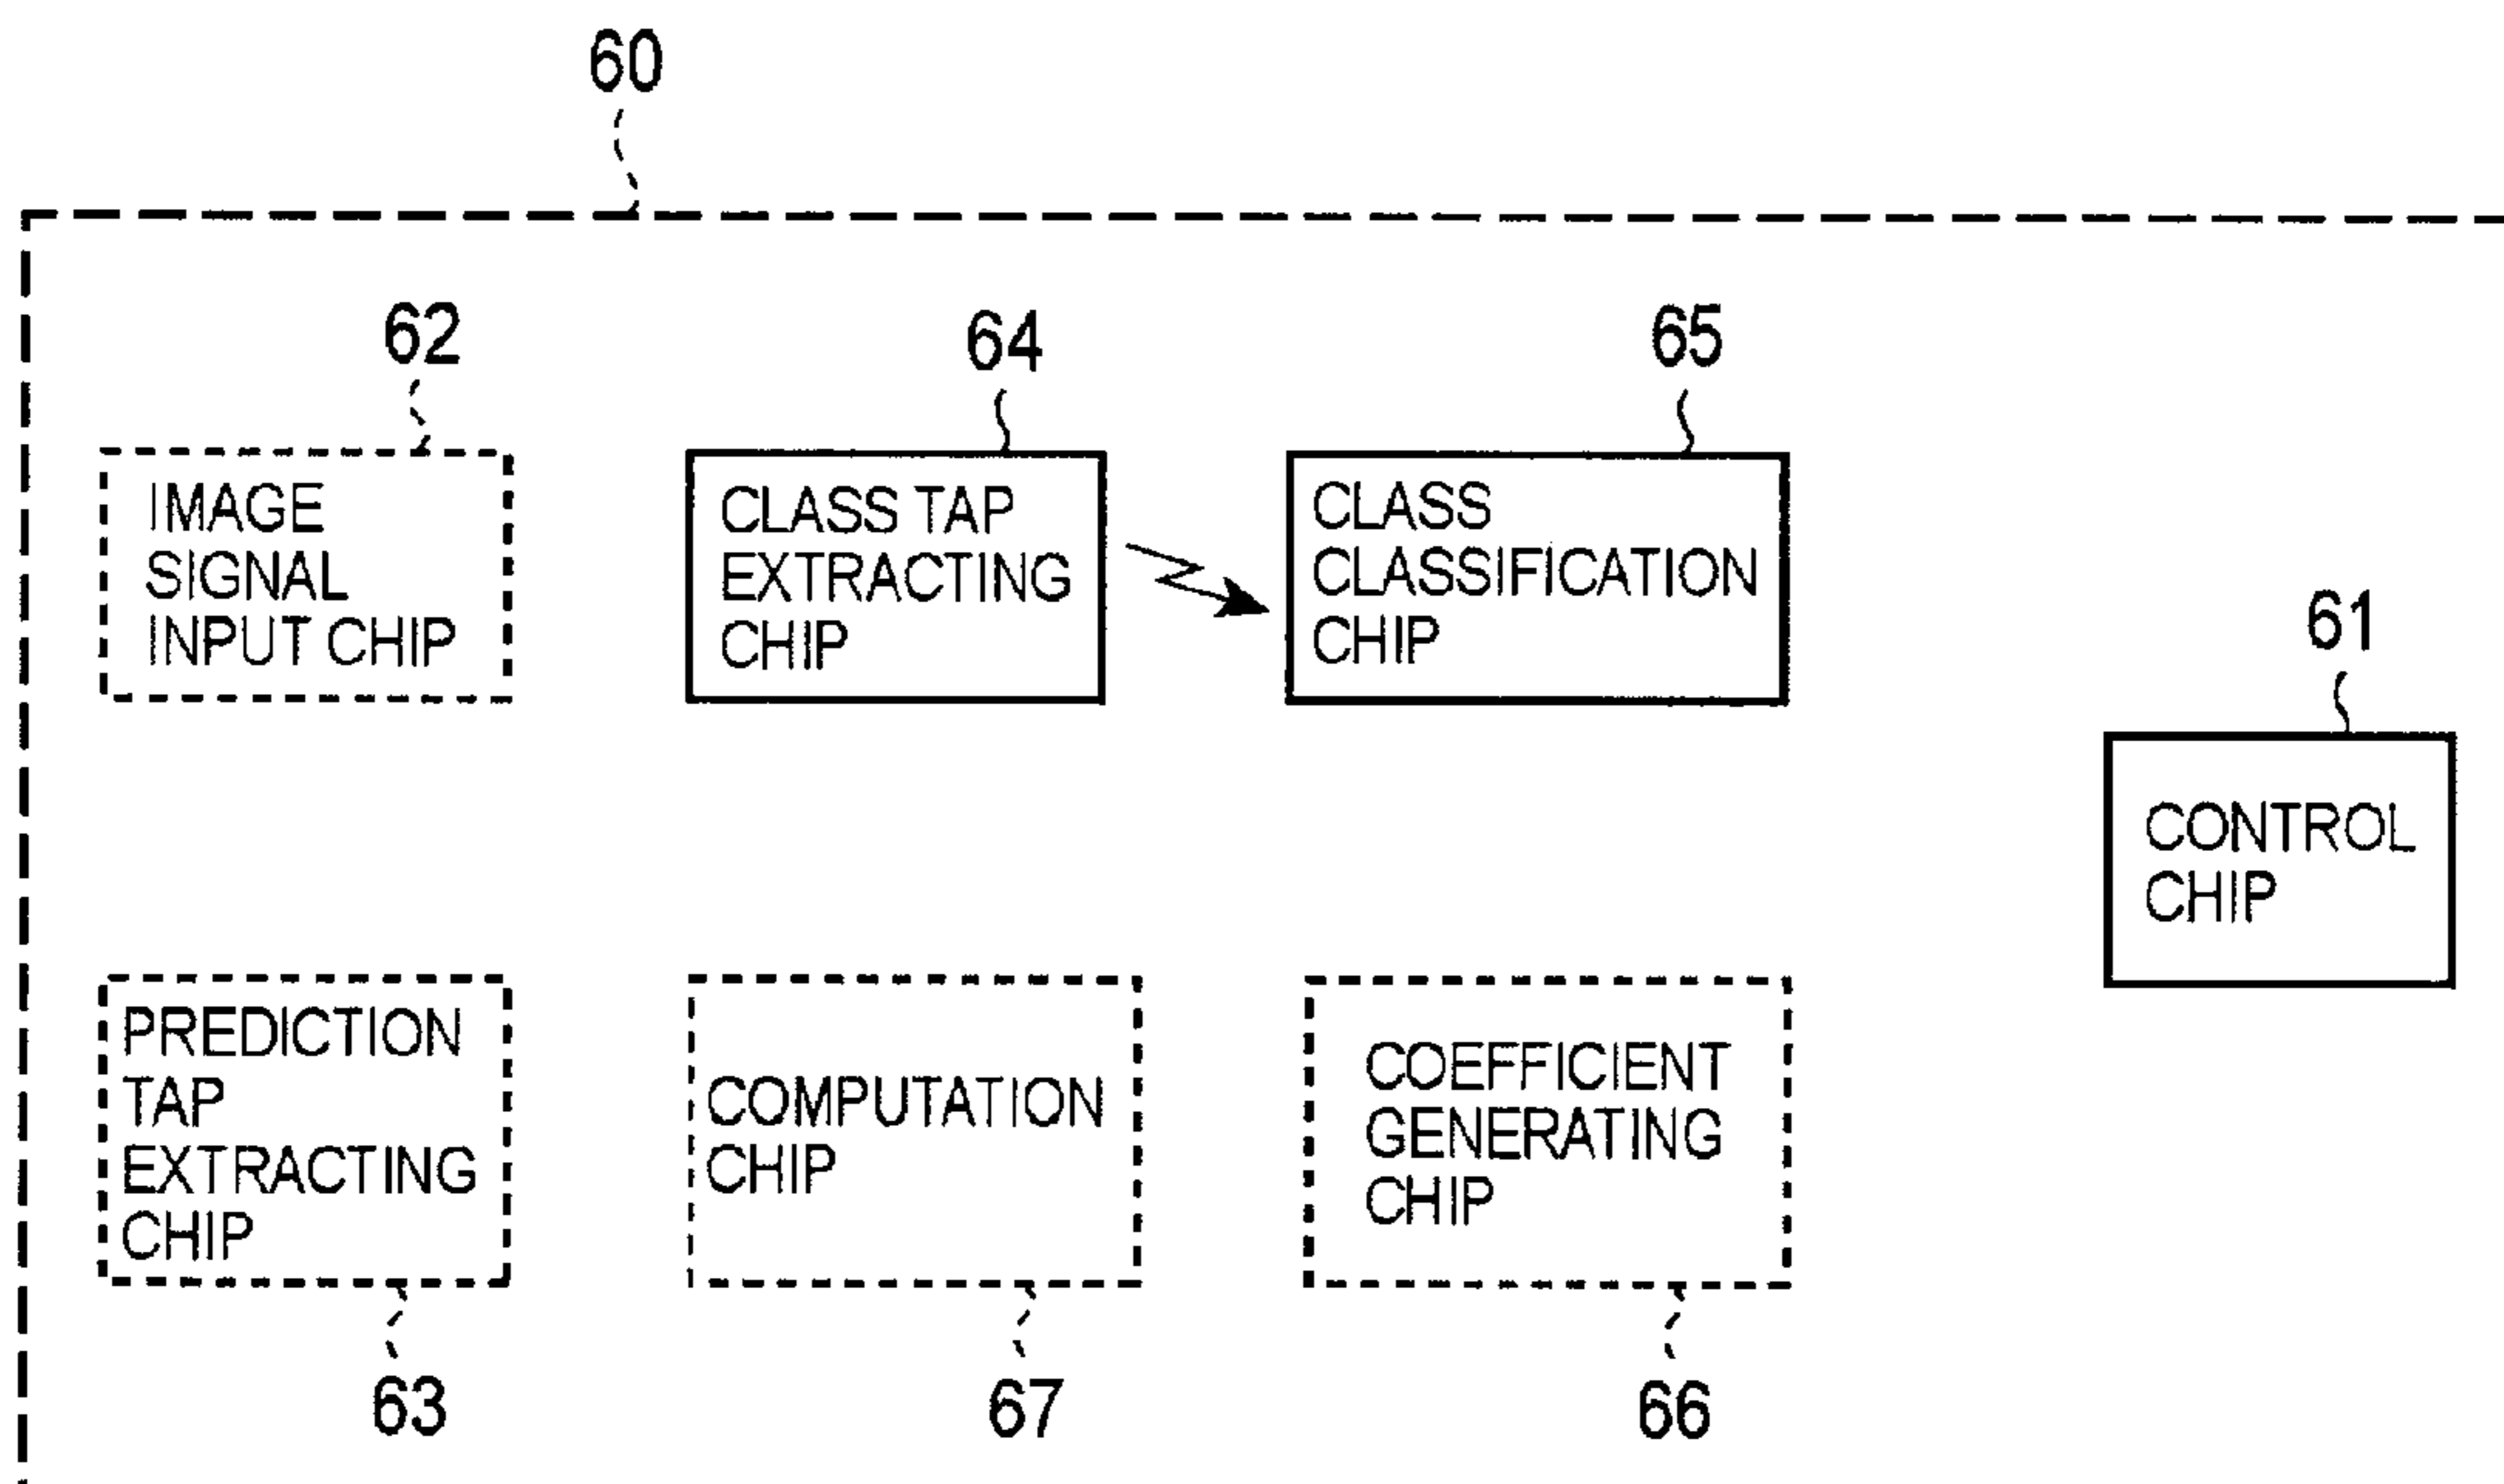 60
62
64
65
IMAGE
SIGNAL
INPUT CHIP
CLASS TAP
EXTRACTING
CHIP
CLASS
CLASSIFICATION
CHIP
61
CONTROL
CHIP
PREDICTION
TAP
EXTRACTING
CHIP
COMPUTATION
CHIP
COEFFICIENT
GENERATING
CHIP
63
67
66